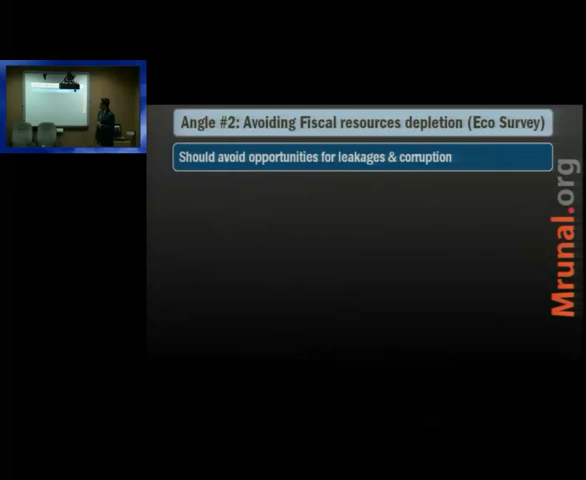 Angle #2: Avoiding Fiscal resources depletion (Eco Survey)
Should avoid opportunities for leakages & corruption
Mrunal.org